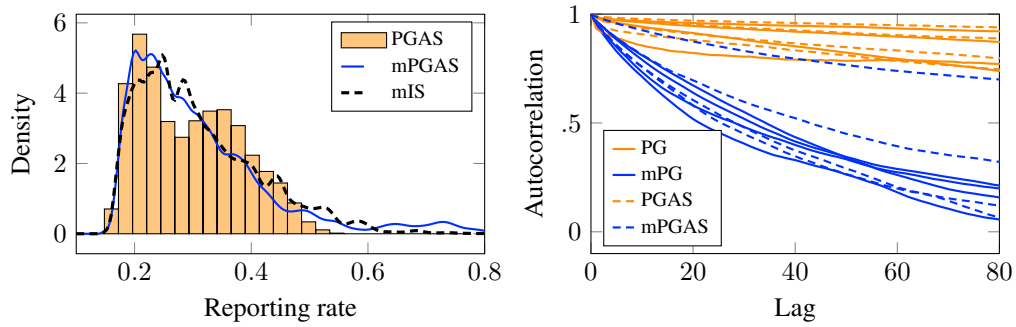 6
4
2
0
Density
0.2
0.4
0.6
0.8
Reporting rate
PGAS
mPGAS
mIS
1
.5
0
Autocorrelation
0
20
40
60
80
Lag
PG
mPG
PGAS
mPGAS